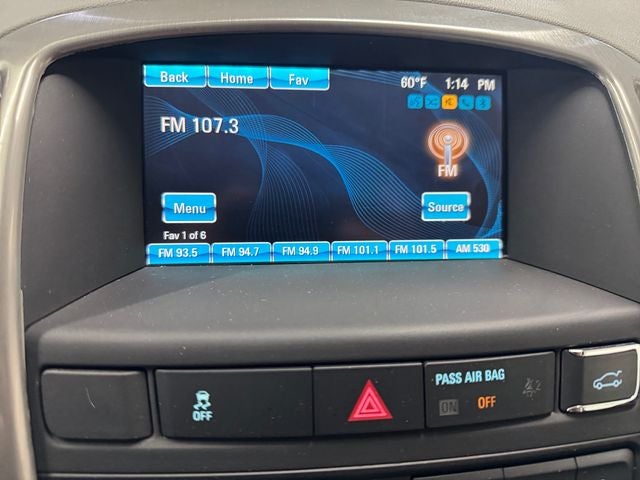 Back Home Fav 60°F 1:14 PM
FM 107.3
FM
Menu Source
Fav 1 of 6
FM 93.5 FM 94.7 FM 94.9 FM 101.1 FM 101.5 AM 530
PASS AIR BAG
OFF ON OFF 2